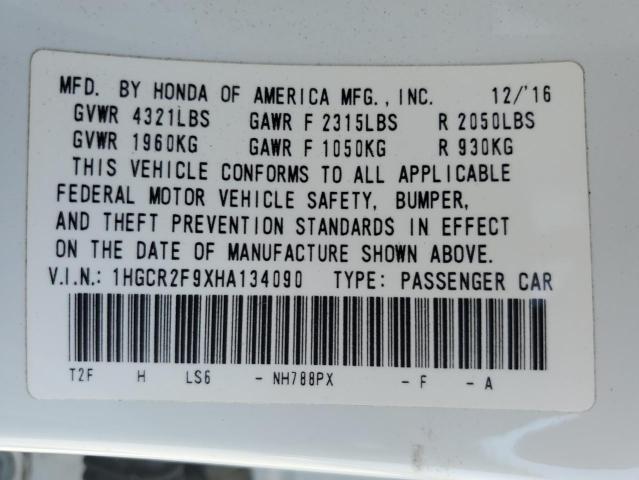 MFD. BY HONDA OF AMERICA MFG., INC. 12/'16
GVWR 4321LBS GAWR F 2315LBS R 2050LBS
GVWR 1960KG GAWR F 1050KG R 930KG
THIS VEHICLE CONFORMS TO ALL APPLICABLE
FEDERAL MOTOR VEHICLE SAFETY, BUMPER,
AND THEFT PREVENTION STANDARDS IN EFFECT
ON THE DATE OF MANUFACTURE SHOWN ABOVE.
V.I.N.: 1HGCR2F9XHA134090 TYPE: PASSENGER CAR
T2F H LS6 - NH788PX - F - A